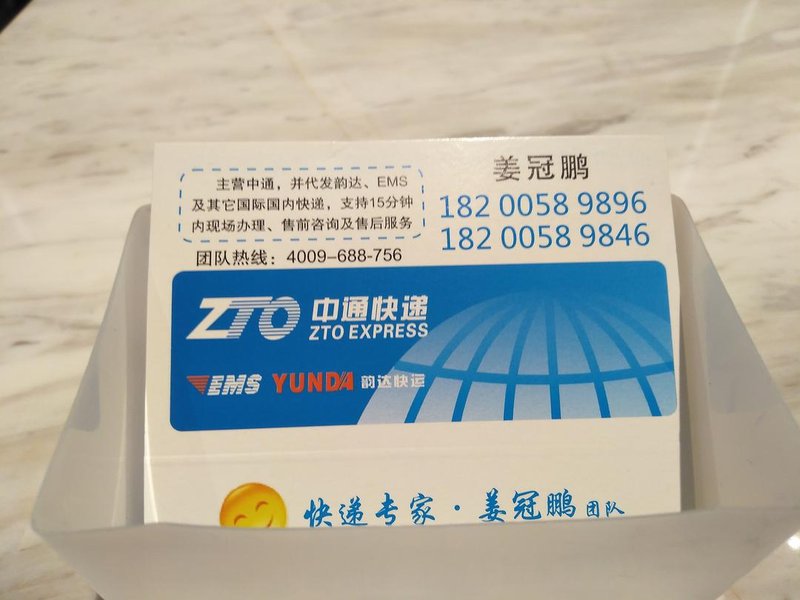 主营中通，并代发韵达、EMS
及其它国际国内快递，支持15分钟
内现场办理、售前咨询及售后服务
团队热线：4009-688-756
姜冠鹏
182 0058 9896
182 0058 9846
ZTO 中通快递
ZTO EXPRESS
EMS YUNDA 韵达快运
快递专家·姜冠鹏团队